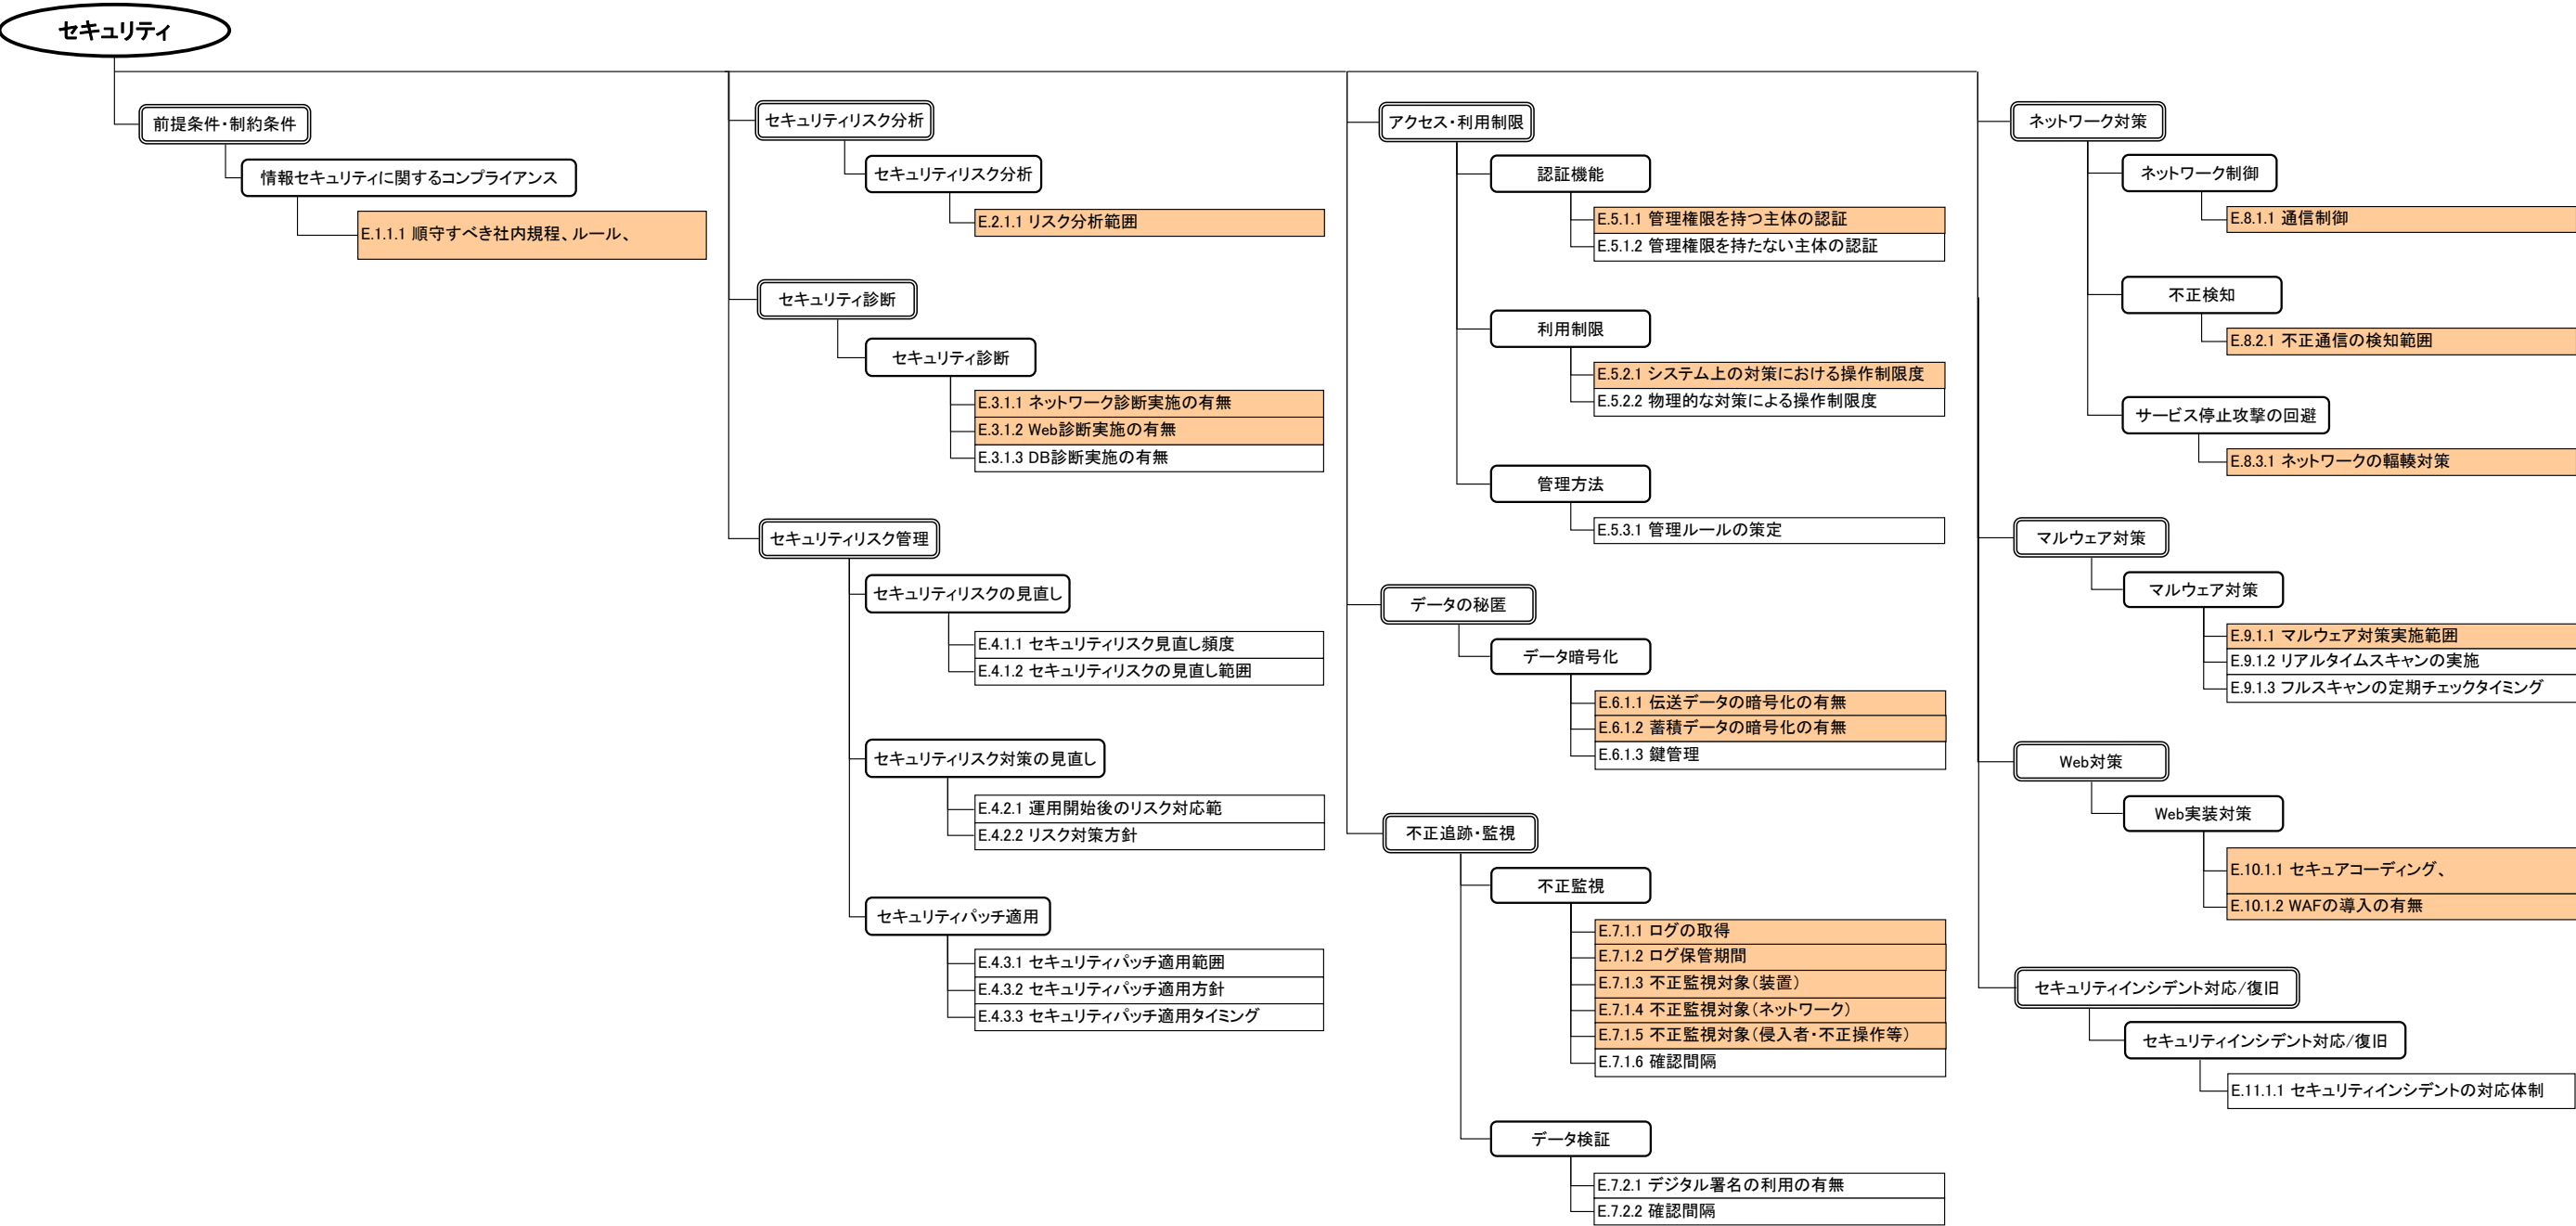 セキュリティ
前提条件・制約条件
情報セキュリティに関するコンプライアンス
E.1.1.1 順守すべき社内規程、ルール、
セキュリティリスク分析
セキュリティリスク分析
E.2.1.1 リスク分析範囲
セキュリティ診断
セキュリティ診断
E.3.1.1 ネットワーク診断実施の有無
E.3.1.2 Web診断実施の有無
E.3.1.3 DB診断実施の有無
セキュリティリスク管理
セキュリティリスクの見直し
E.4.1.1 セキュリティリスク見直し頻度
E.4.1.2 セキュリティリスクの見直し範囲
セキュリティリスク対策の見直し
E.4.2.1 運用開始後のリスク対応範
E.4.2.2 リスク対策方針
セキュリティパッチ適用
E.4.3.1 セキュリティパッチ適用範囲
E.4.3.2 セキュリティパッチ適用方針
E.4.3.3 セキュリティパッチ適用タイミング
アクセス・利用制限
認証機能
E.5.1.1 管理権限を持つ主体の認証
E.5.1.2 管理権限を持たない主体の認証
利用制限
E.5.2.1 システム上の対策における操作制限度
E.5.2.2 物理的な対策による操作制限度
管理方法
E.5.3.1 管理ルールの策定
データの秘匿
データ暗号化
E.6.1.1 伝送データの暗号化の有無
E.6.1.2 蓄積データの暗号化の有無
E.6.1.3 鍵管理
不正追跡・監視
不正監視
E.7.1.1 ログの取得
E.7.1.2 ログ保管期間
E.7.1.3 不正監視対象（装置）
E.7.1.4 不正監視対象（ネットワーク）
E.7.1.5 不正監視対象（侵入者・不正操作等）
E.7.1.6 確認間隔
データ検証
E.7.2.1 デジタル署名の利用の有無
E.7.2.2 確認間隔
ネットワーク対策
ネットワーク制御
E.8.1.1 通信制御
不正検知
E.8.2.1 不正通信の検知範囲
サービス停止攻撃の回避
E.8.3.1 ネットワークの輻輳対策
マルウェア対策
マルウェア対策
E.9.1.1 マルウェア対策実施範囲
E.9.1.2 リアルタイムスキャンの実施
E.9.1.3 フルスキャンの定期チェックタイミング
Web対策
Web実装対策
E.10.1.1 セキュアコーディング、
E.10.1.2 WAFの導入の有無
セキュリティインシデント対応/復旧
セキュリティインシデント対応/復旧
E.11.1.1 セキュリティインシデントの対応体制